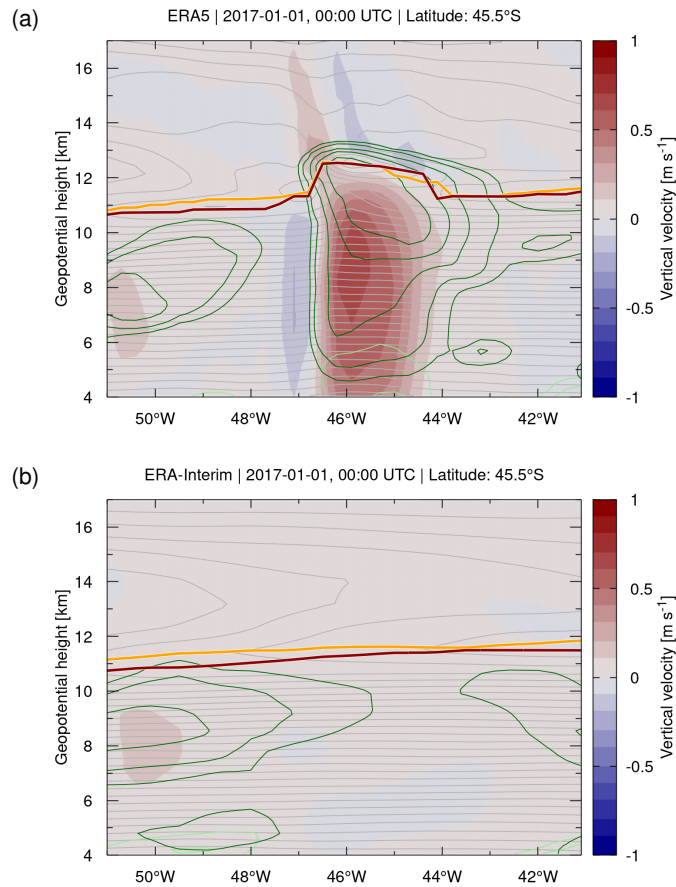 (a)
ERA5 | 2017-01-01, 00:00 UTC | Latitude: 45.5°S
Geopotential height [km]
16
14
12
10
8
6
4
50°W 48°W 46°W 44°W 42°W
1
0.5
0
-0.5
-1
Vertical velocity [m s⁻¹]
(b)
ERA-Interim | 2017-01-01, 00:00 UTC | Latitude: 45.5°S
Geopotential height [km]
16
14
12
10
8
6
4
50°W 48°W 46°W 44°W 42°W
1
0.5
0
-0.5
-1
Vertical velocity [m s⁻¹]